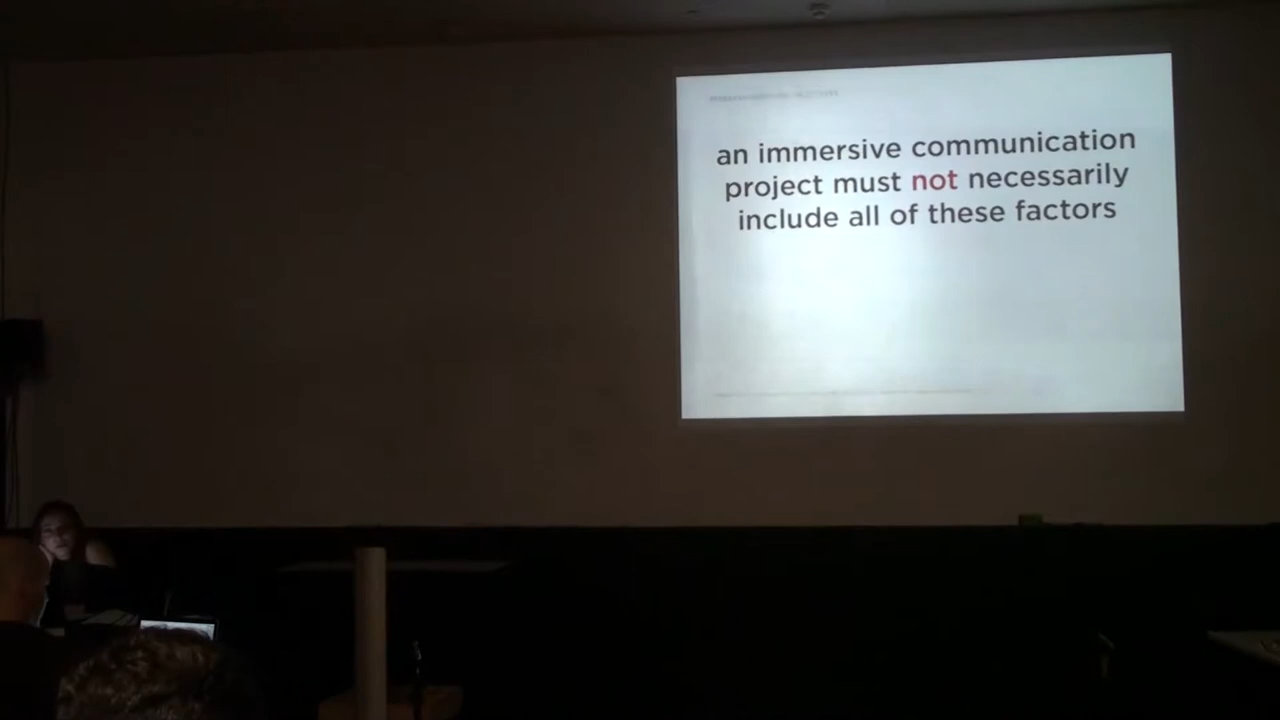 an immersive communication
project must not necessarily
include all of these factors